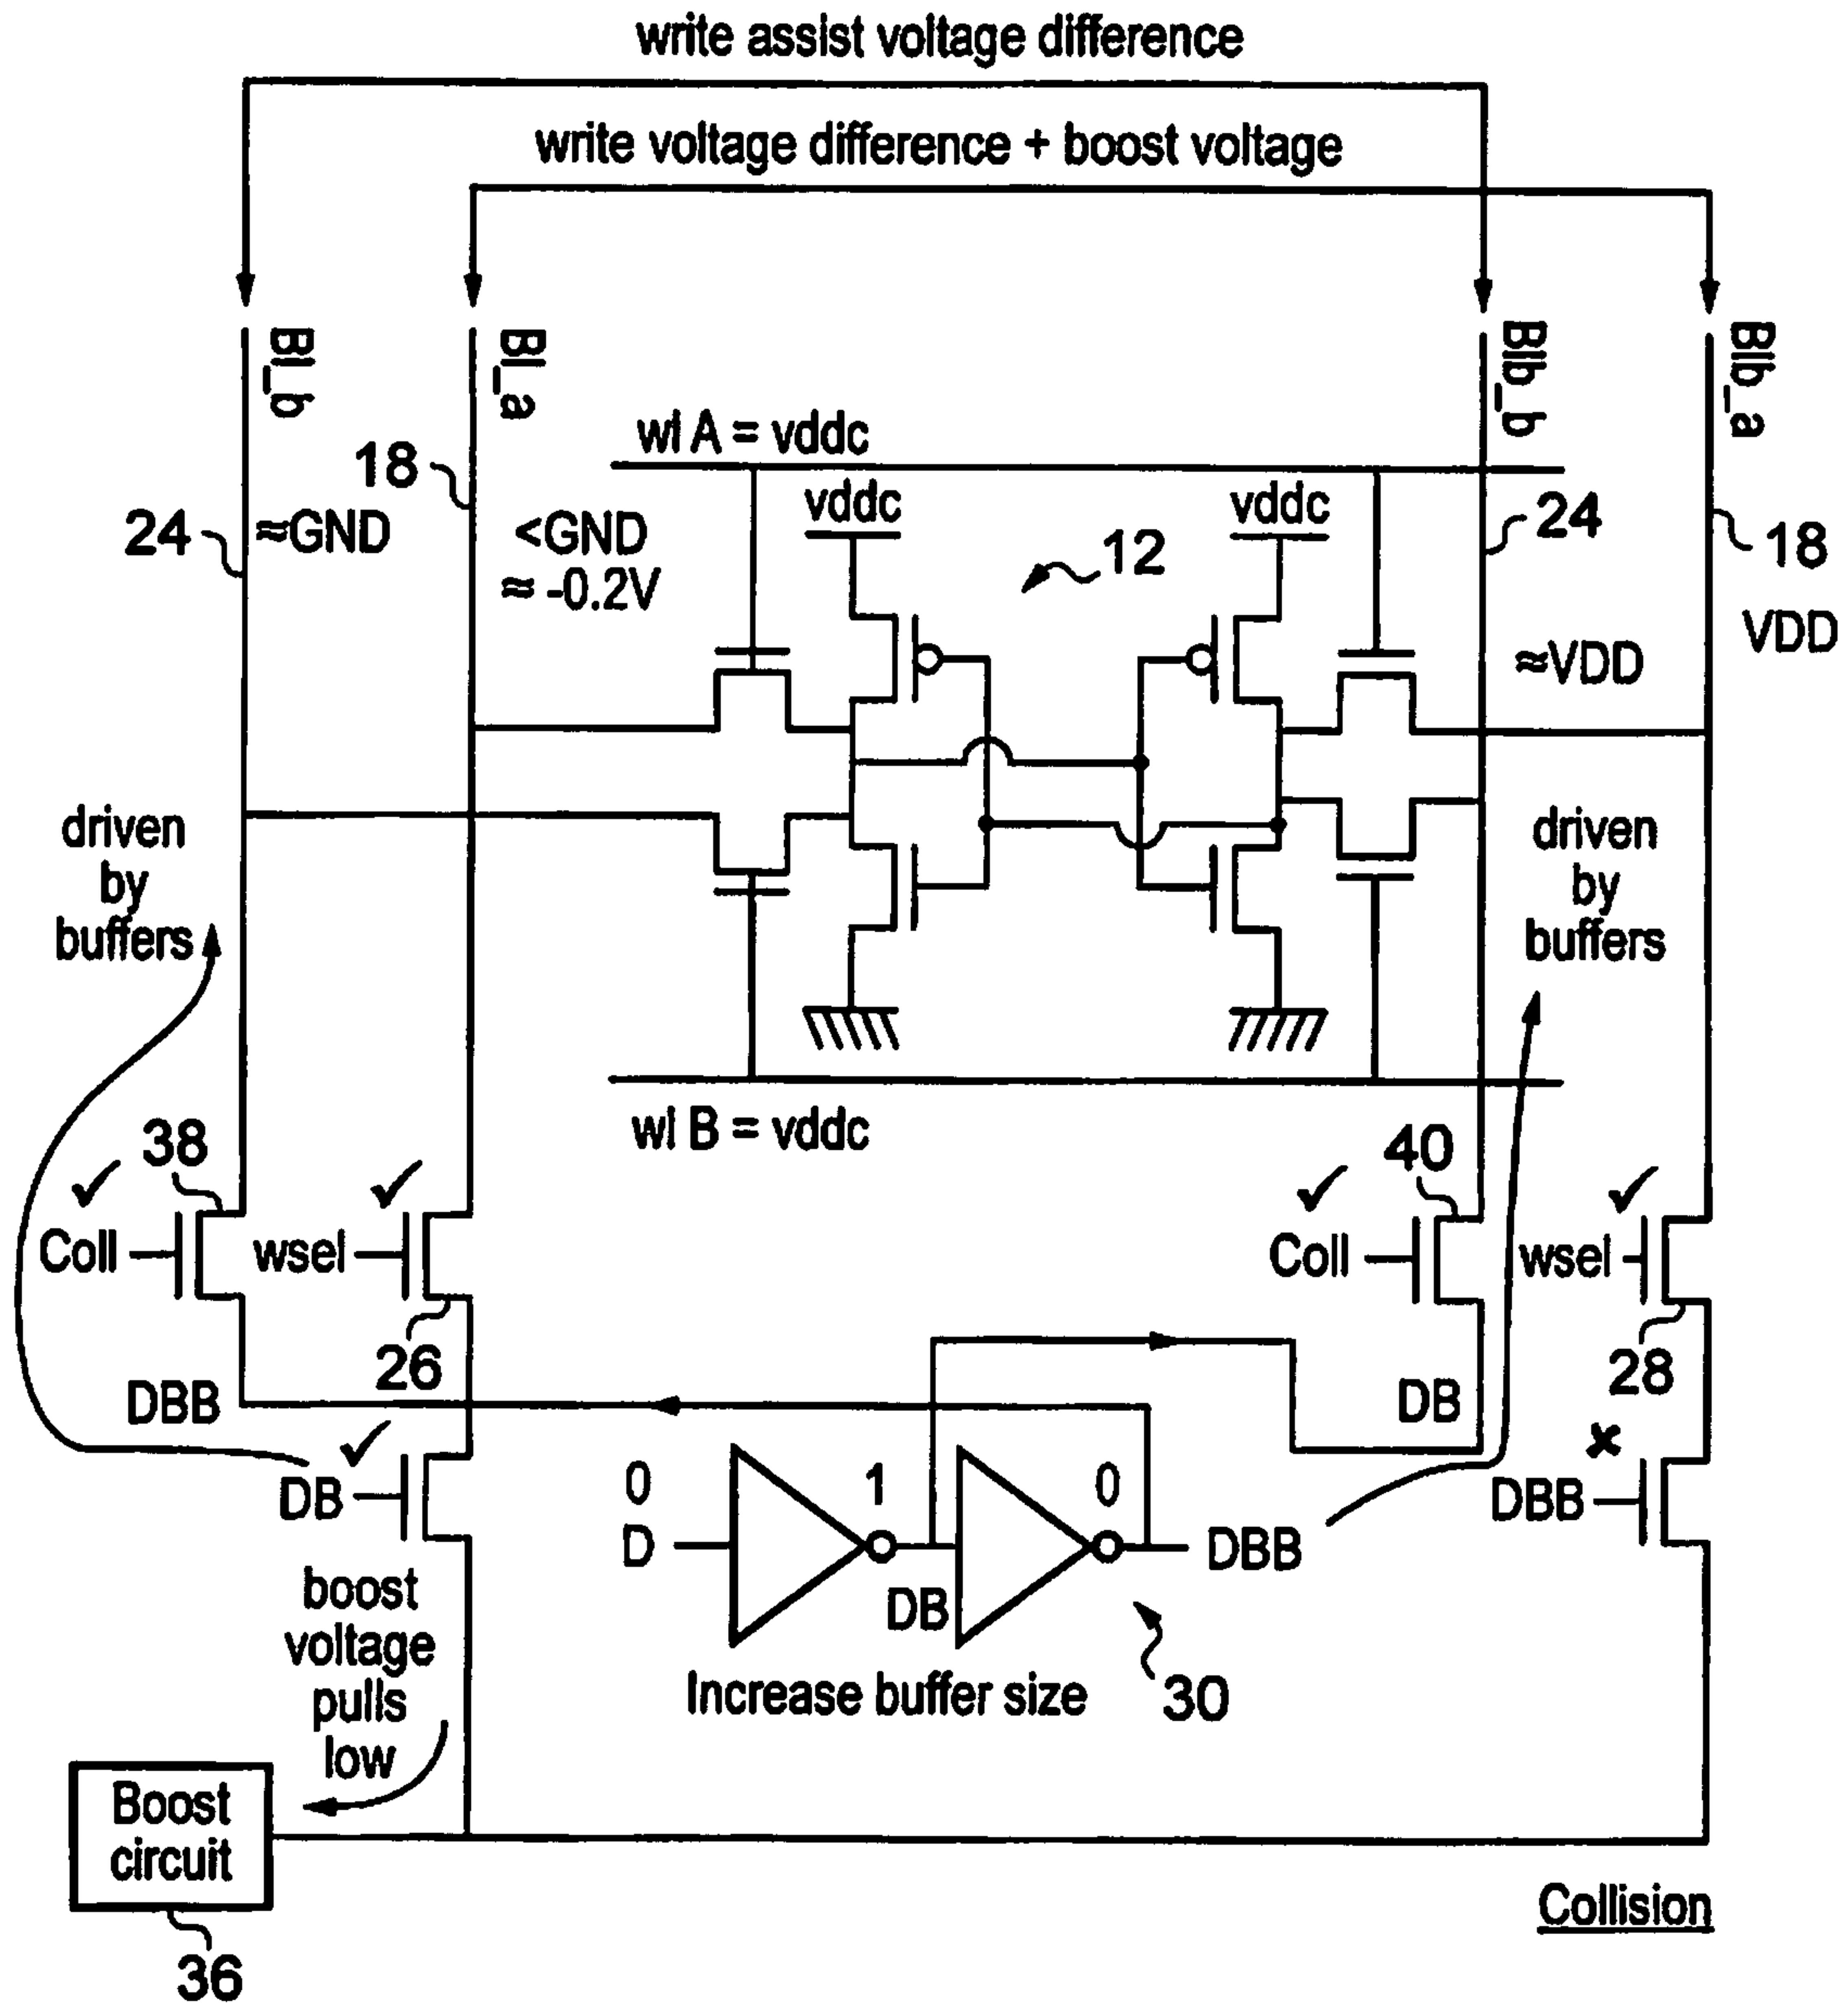 write assist voltage difference
write voltage difference + boost voltage
Bl_b
Bl_a
Blb_b
Blb_a
wl A = vddc
18
vddc
vddc
24
≈GND
<GND
≈ -0.2V
12
24
18
VDD
≈VDD
driven
by
buffers
driven
by
buffers
wl B = vddc
38
40
Coll
wsel
Coll
wsel
26
28
DBB
DB
0
1
0
DB
D
DBB
DBB
DB
boost
voltage
pulls
low
Increase buffer size
30
Boost
circuit
36
Collision